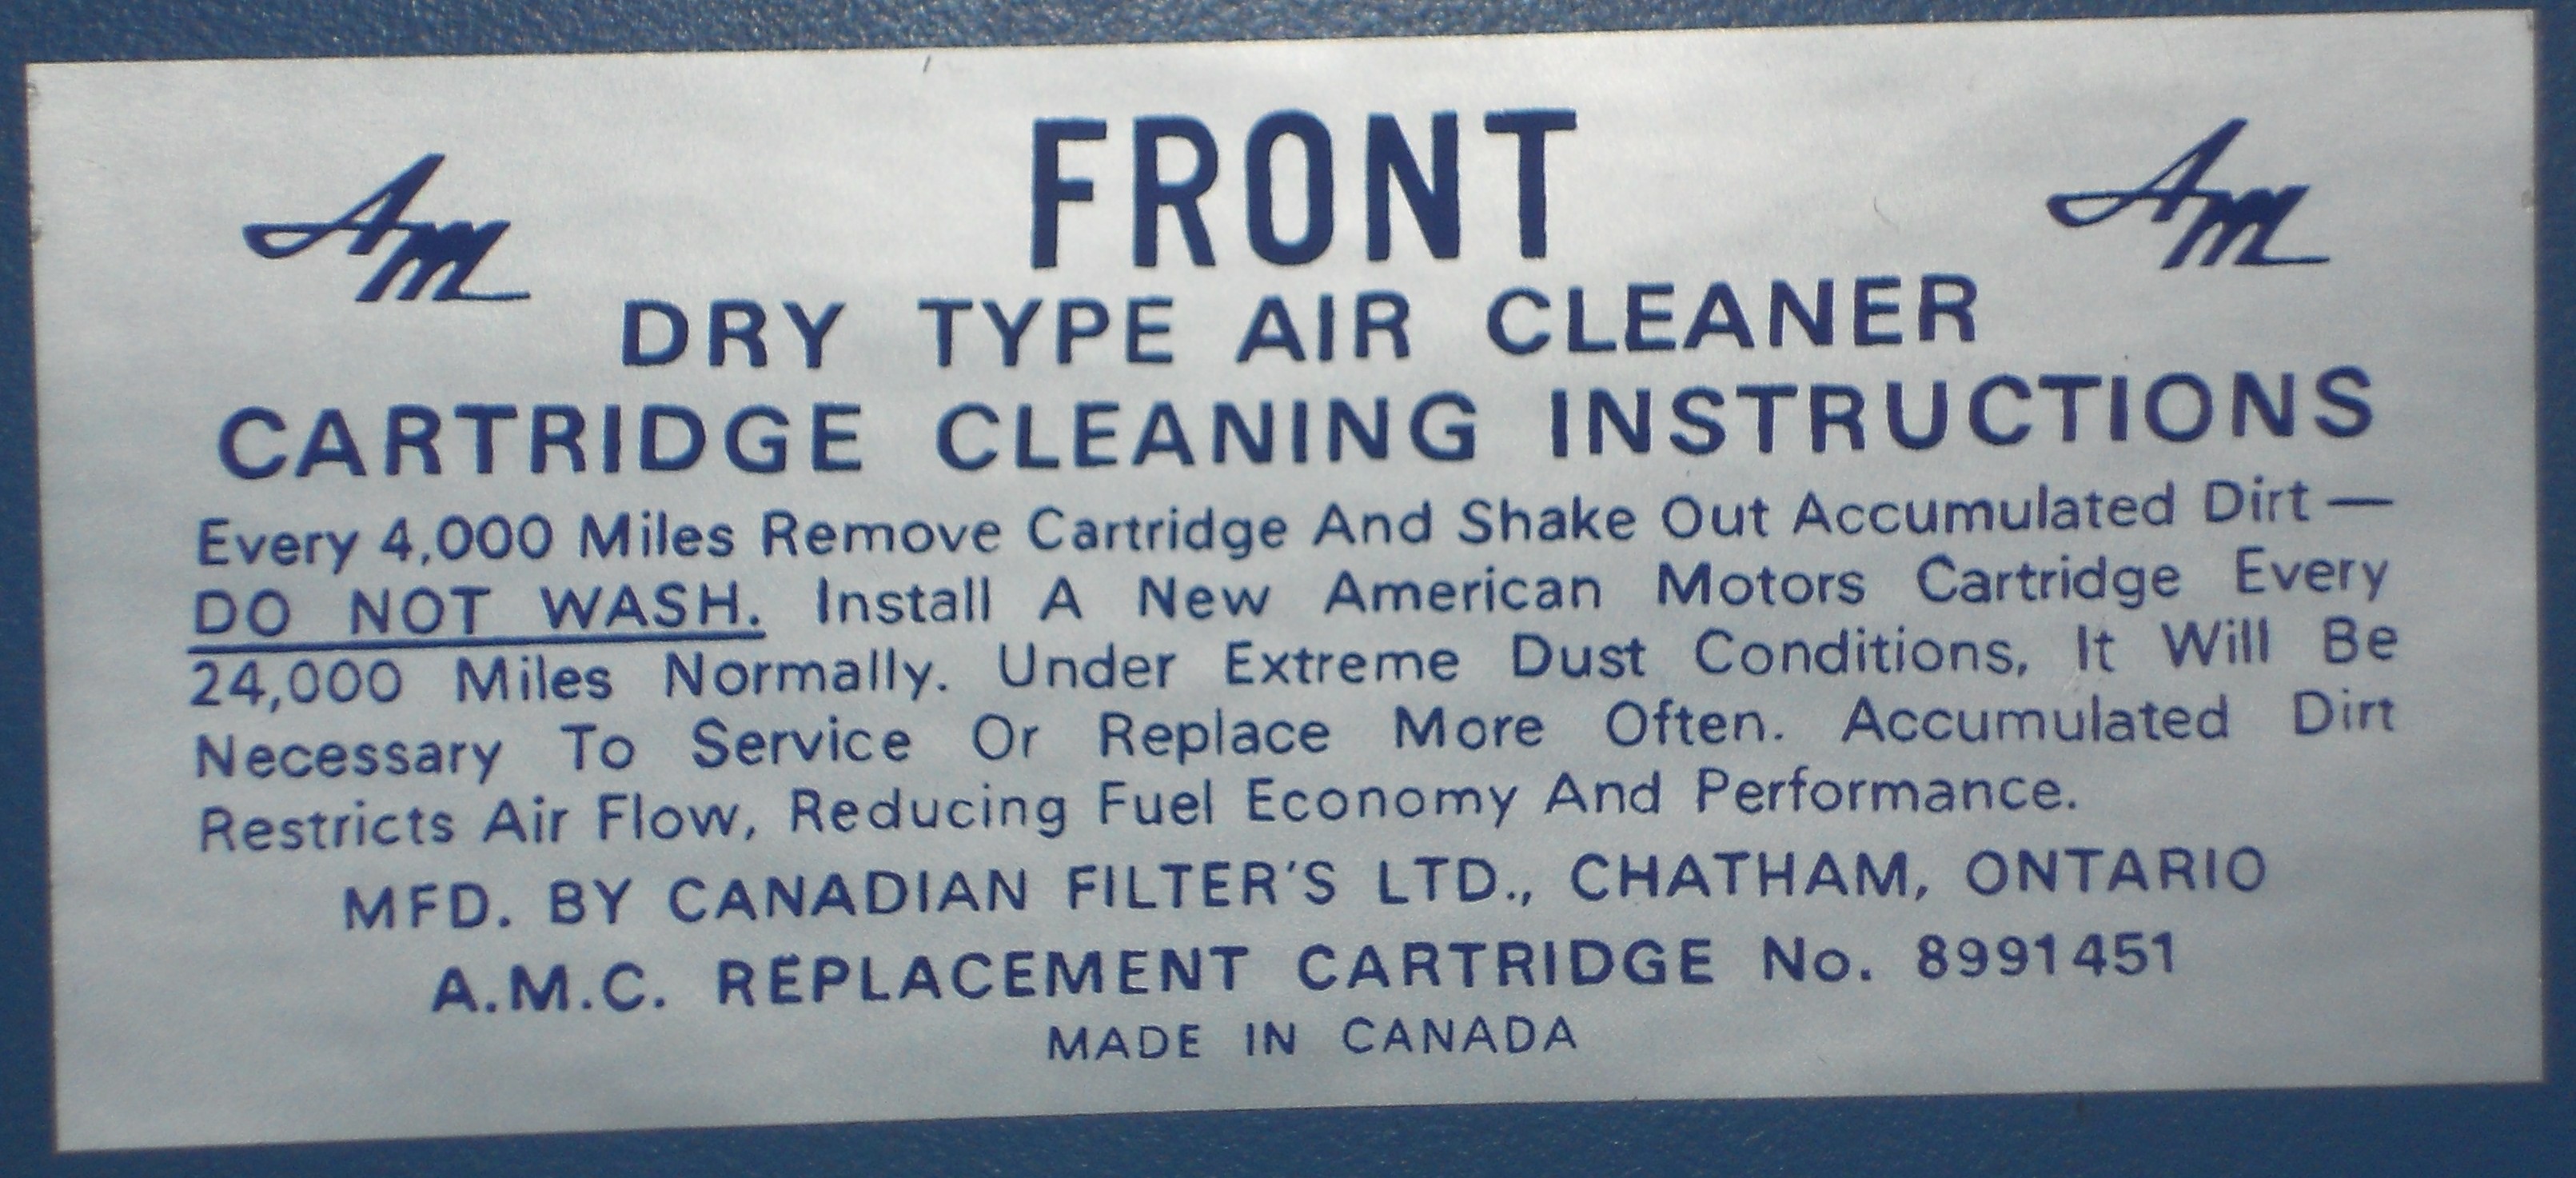 AM
FRONT
AM
DRY TYPE AIR CLEANER
CARTRIDGE CLEANING INSTRUCTIONS
Every 4,000 Miles Remove Cartridge And Shake Out Accumulated Dirt —
DO NOT WASH. Install A New American Motors Cartridge Every
24,000 Miles Normally. Under Extreme Dust Conditions, It Will Be
Necessary To Service Or Replace More Often. Accumulated Dirt
Restricts Air Flow, Reducing Fuel Economy And Performance.
MFD. BY CANADIAN FILTER'S LTD., CHATHAM, ONTARIO
A.M.C. REPLACEMENT CARTRIDGE No. 8991451
MADE IN CANADA